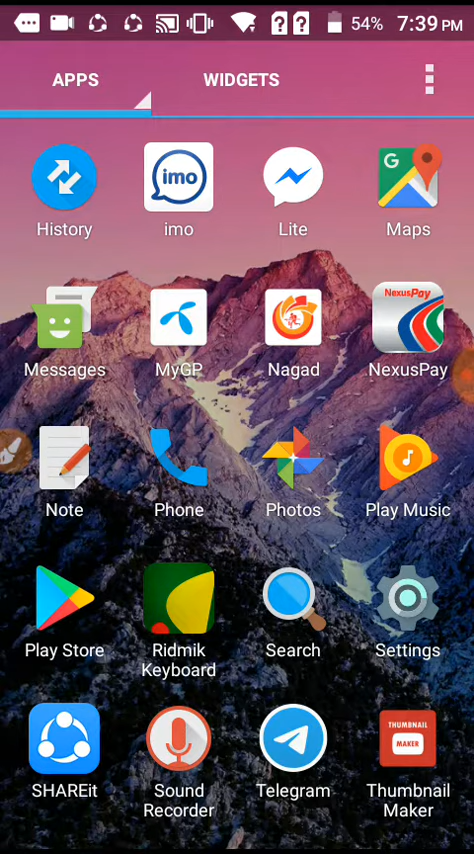 54% 7:39 PM
APPS WIDGETS
imo
G
History imo Lite Maps
NexusPay
Messages MyGP Nagad NexusPay
Note Phone Photos Play Music
Play Store Ridmik Keyboard Search Settings
THUMBNAIL
MAKER
SHAREit Sound Recorder Telegram Thumbnail Maker